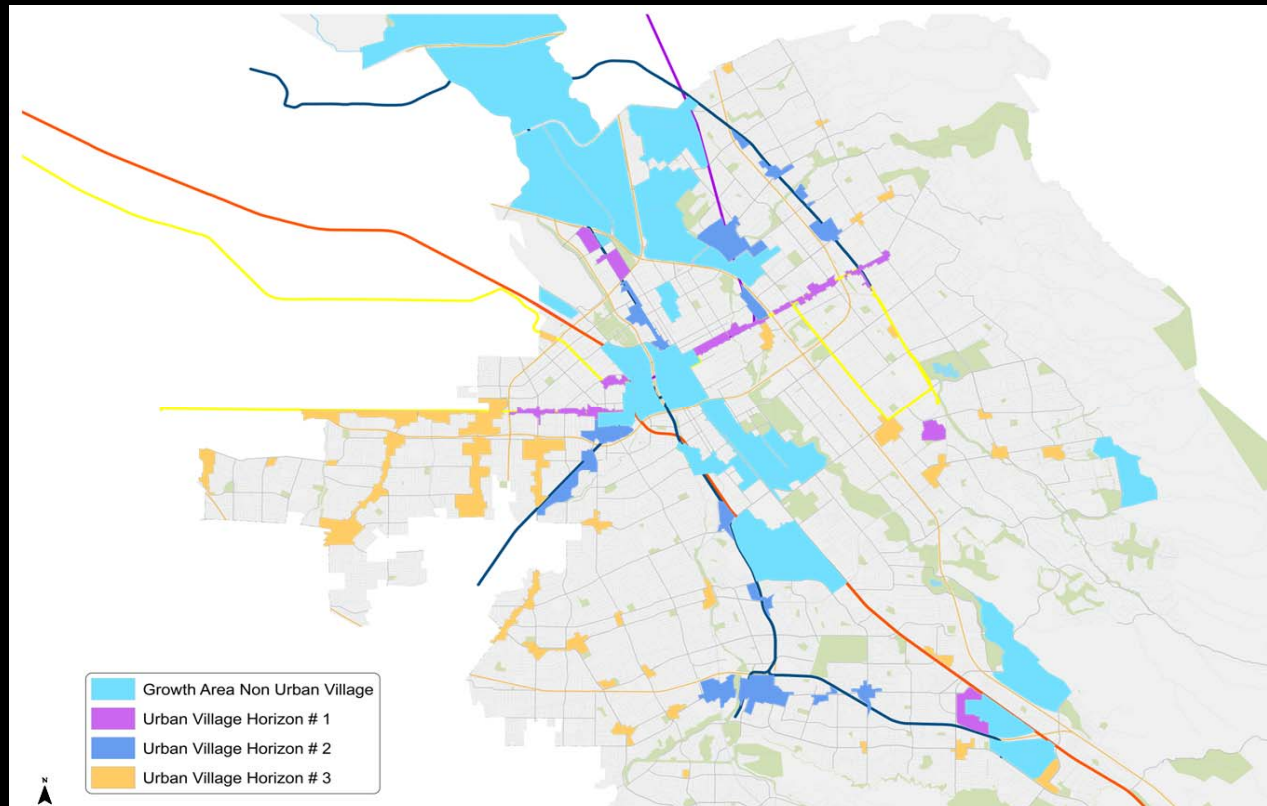 Growth Area Non Urban Village
Urban Village Horizon # 1
Urban Village Horizon # 2
Urban Village Horizon # 3
N